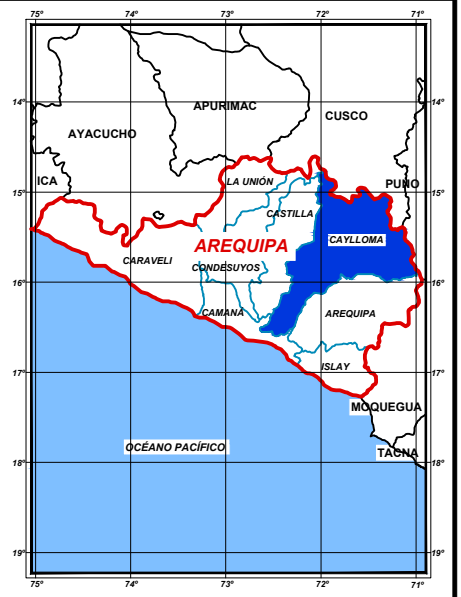 75° 74° 73° 72° 71°
14° 14°
APURIMAC
CUSCO
AYACUCHO
ICA
LA UNIÓN
PUNO
15° 15°
CASTILLA
AREQUIPA
CAYLLOMA
CARAVELI
CONDESUYOS
16° 16°
CAMANÁ
AREQUIPA
ISLAY
17° 17°
MOQUEGUA
OCÉANO PACÍFICO
TACNA
18° 18°
19° 19°
75° 74° 73° 72° 71°